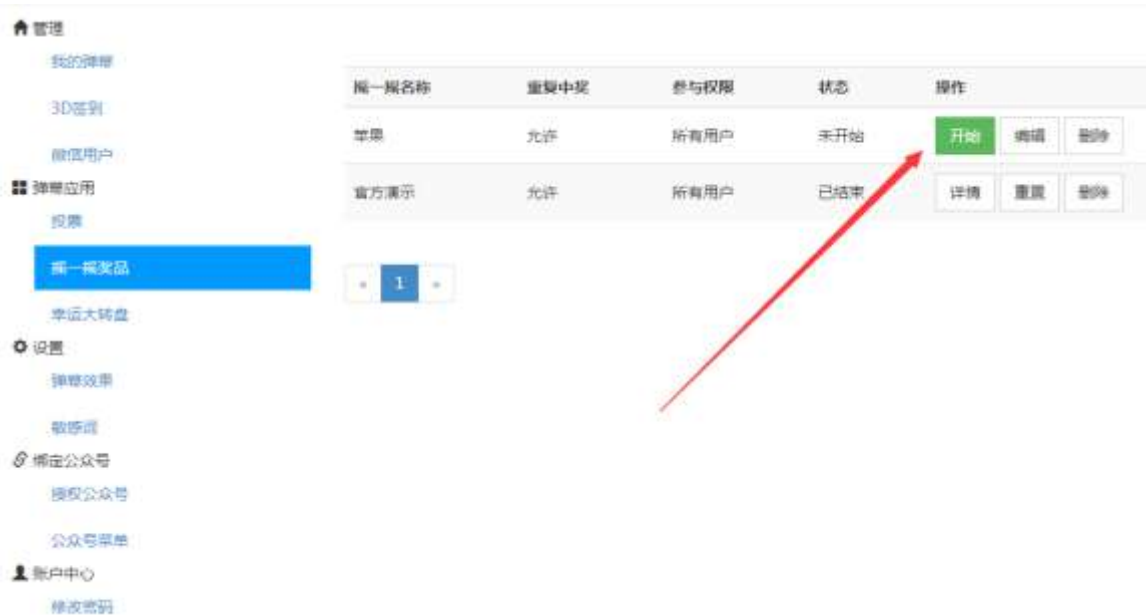 管理
我的弹幕
3D签到
微信用户
弹幕应用
投票
摇一摇奖品
幸运大转盘
设置
弹幕效果
敏感词
绑定公众号
授权公众号
公众号菜单
账户中心
修改密码
摇一摇名称 重复中奖 参与权限 状态 操作
苹果 允许 所有用户 未开始 开始 编辑 删除
官方演示 允许 所有用户 已结束 详情 重置 删除
« 1 »